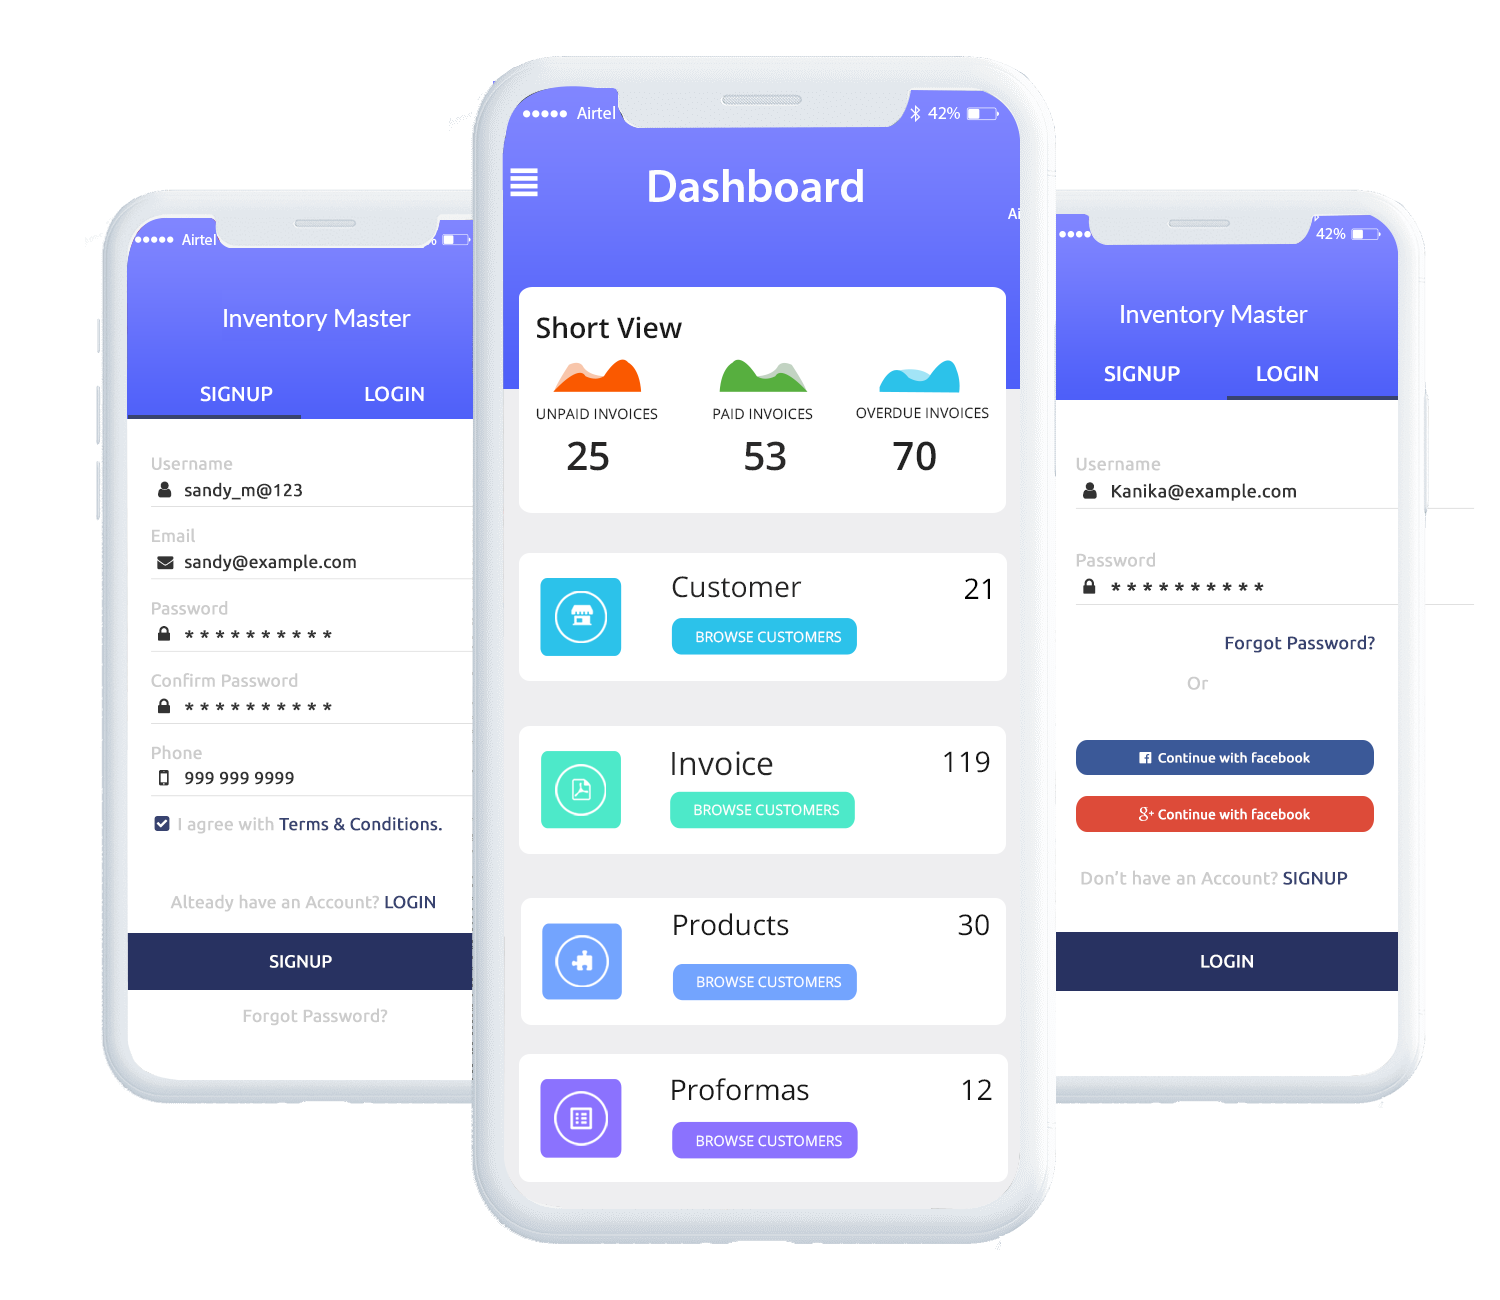 Airtel
Inventory Master
SIGNUP LOGIN
Username
sandy_m@123
Email
sandy@example.com
Password
* * * * * * * * * *
Confirm Password
* * * * * * * * * *
Phone
999 999 9999
I agree with Terms & Conditions.
Alteady have an Account? LOGIN
SIGNUP
Forgot Password?
Airtel 42%
Dashboard
Short View
UNPAID INVOICES PAID INVOICES OVERDUE INVOICES
25 53 70
Customer 21
BROWSE CUSTOMERS
Invoice 119
BROWSE CUSTOMERS
Products 30
BROWSE CUSTOMERS
Proformas 12
BROWSE CUSTOMERS
Ai
42%
Inventory Master
SIGNUP LOGIN
Username
Kanika@example.com
Password
* * * * * * * * * *
Forgot Password?
Or
Continue with facebook
g+ Continue with facebook
Don't have an Account? SIGNUP
LOGIN